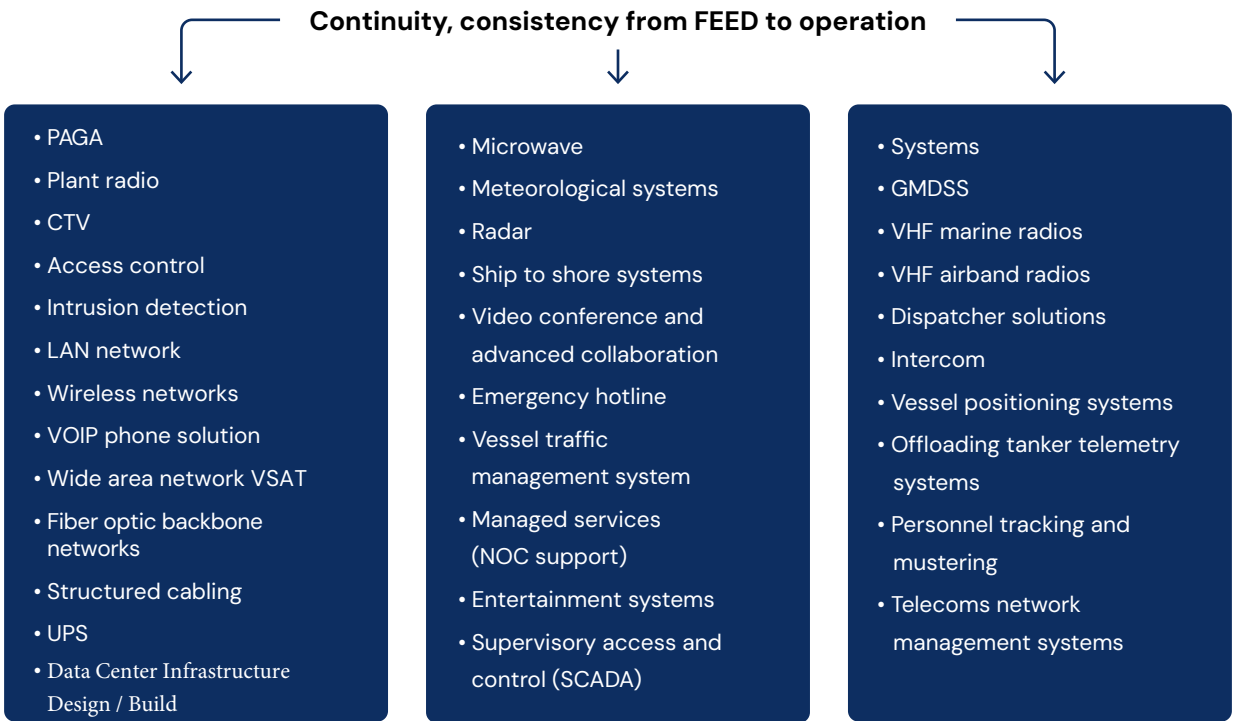 Continuity, consistency from FEED to operation
• PAGA
• Plant radio
• CTV
• Access control
• Intrusion detection
• LAN network
• Wireless networks
• VOIP phone solution
• Wide area network VSAT
• Fiber optic backbone
networks
• Structured cabling
• UPS
• Data Center Infrastructure
Design / Build
• Microwave
• Meteorological systems
• Radar
• Ship to shore systems
• Video conference and
advanced collaboration
• Emergency hotline
• Vessel traffic
management system
• Managed services
(NOC support)
• Entertainment systems
• Supervisory access and
control (SCADA)
• Systems
• GMDSS
• VHF marine radios
• VHF airband radios
• Dispatcher solutions
• Intercom
• Vessel positioning systems
• Offloading tanker telemetry
systems
• Personnel tracking and
mustering
• Telecoms network
management systems